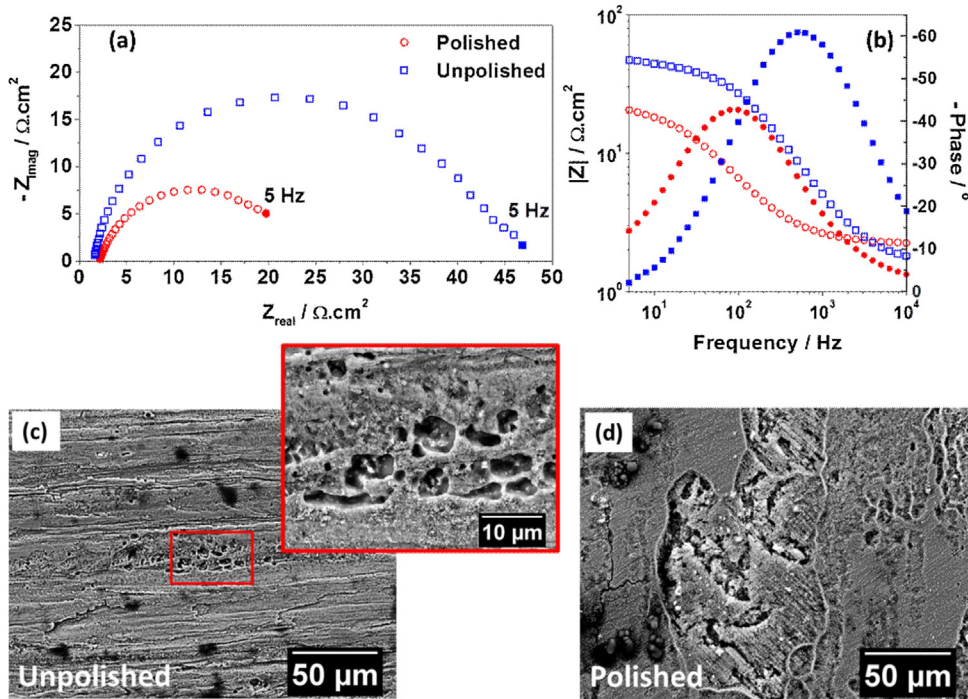 (a)
Polished
Unpolished
25
20
15
10
5
0
- Z_Imag / Ω.cm²
5 Hz
5 Hz
0 5 10 15 20 25 30 35 40 45 50
Z_real / Ω.cm²
(b)
10²
10¹
10⁰
|Z| / Ω.cm²
-60
-50
-40
-30
-20
-10
0
- Phase / °
10¹ 10² 10³ 10⁴
Frequency / Hz
(c)
Unpolished
50 µm
10 µm
(d)
Polished
50 µm